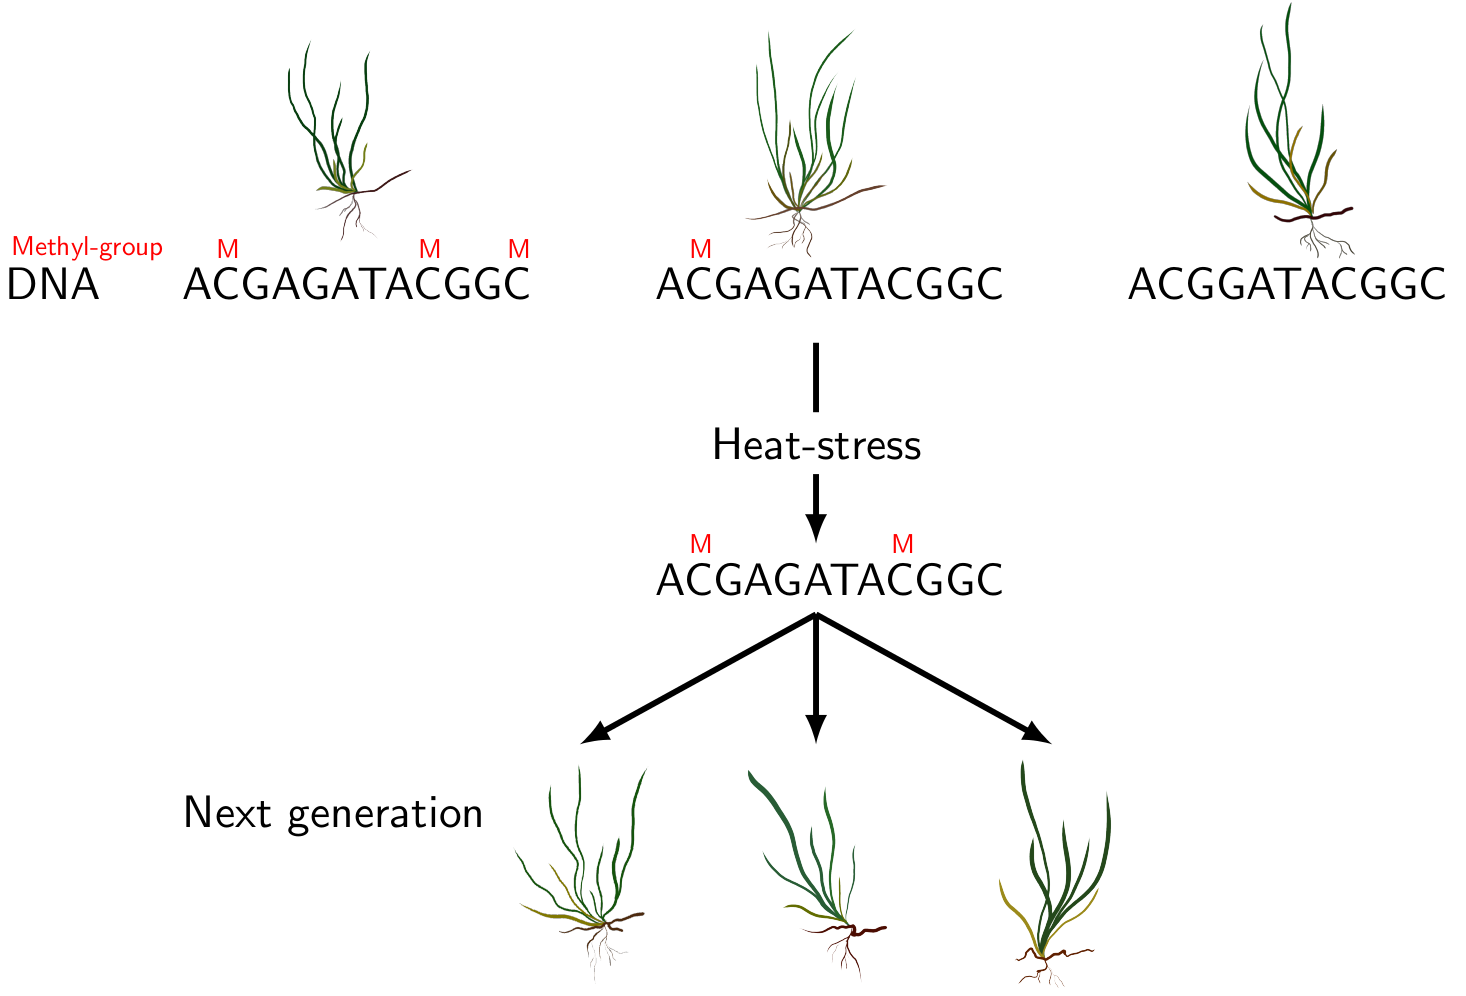 Methyl-group M M M M
DNA ACGAGATACGGC ACGAGATACGGC ACGGATACGGC
Heat-stress
M M
ACGAGATACGGC
Next generation